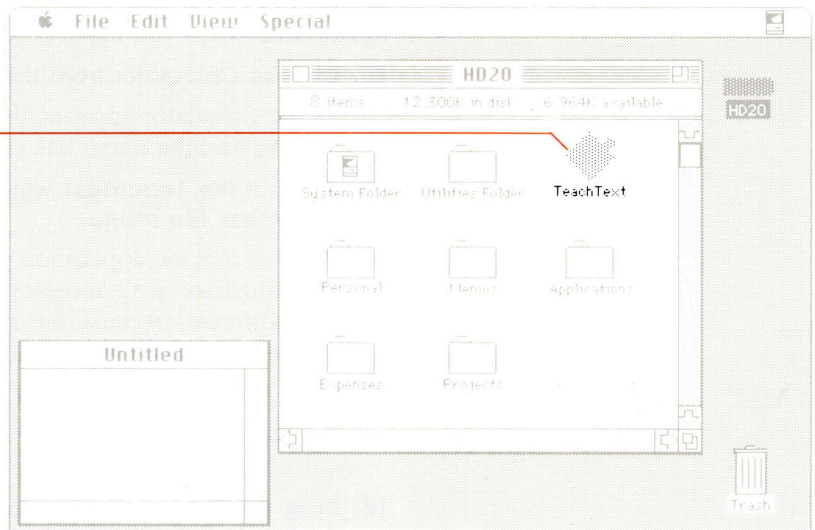 File Edit View Special
HD20
8 items 12,300K in disk 6,964K available
HD20
System Folder Utilities Folder TeachText
Personal Memos Applications
Untitled
Expenses Projects
Trash